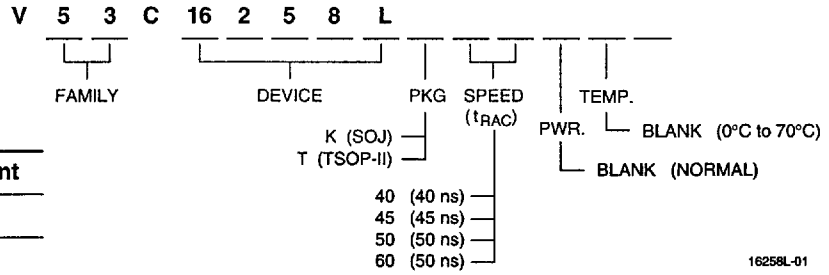 V 5 3 C 16 2 5 8 L
FAMILY DEVICE PKG SPEED TEMP.
(tRAC) PWR.
K (SOJ) BLANK (0°C to 70°C)
T (TSOP-II)
nt BLANK (NORMAL)
40 (40 ns)
45 (45 ns)
50 (50 ns)
60 (50 ns)
16258L-01